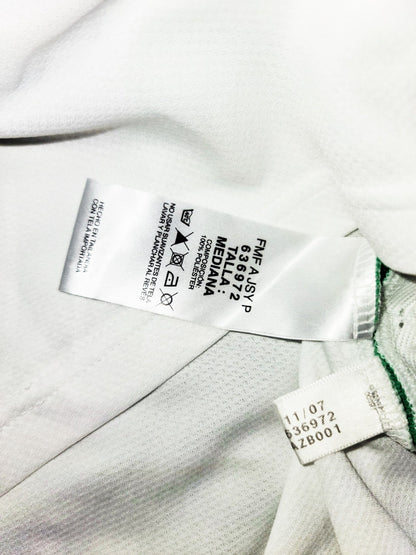 FMF A JSY P
636972
TALLA :
MEDIANA
COMPOSICION:
100% POLIESTER
NO USAR SUAVIZANTES DE TELA
LAVAR Y PLANCHAR AL REVES
HECHO EN TAILANDIA
CON TELA IMPORTADA
11/07
636972
AZB001